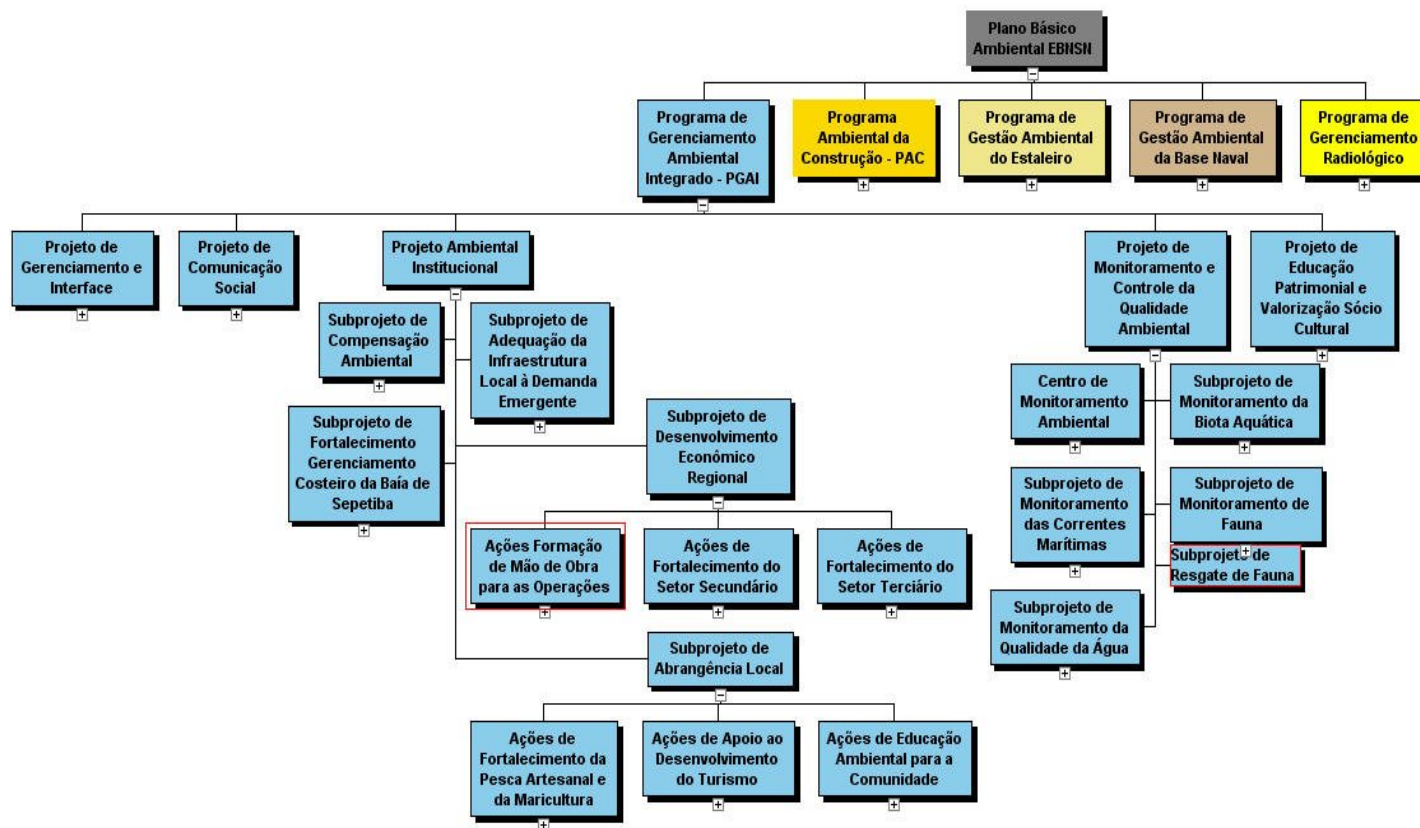 Plano Básico
Ambiental EBNSN
Programa de
Gerenciamento
Ambiental
Integrado - PGAI
Programa
Ambiental da
Construção - PAC
Programa de
Gestão Ambiental
do Estaleiro
Programa de
Gestão Ambiental
da Base Naval
Programa de
Gerenciamento
Radiológico
Projeto de
Gerenciamento e
Interface
Projeto de
Comunicação
Social
Projeto Ambiental
Institucional
Projeto de
Monitoramento e
Controle da
Qualidade
Ambiental
Projeto de
Educação
Patrimonial e
Valorização Sócio
Cultural
Subprojeto de
Compensação
Ambiental
Subprojeto de
Adequação da
Infraestrutura
Local à Demanda
Emergente
Subprojeto de
Fortalecimento
Gerenciamento
Costeiro da Baía de
Sepetiba
Subprojeto de
Desenvolvimento
Econômico
Regional
Ações Formação
de Mão de Obra
para as Operações
Ações de
Fortalecimento do
Setor Secundário
Ações de
Fortalecimento do
Setor Terciário
Subprojeto de
Abrangência Local
Ações de
Fortalecimento da
Pesca Artesanal e
da Maricultura
Ações de Apoio ao
Desenvolvimento
do Turismo
Ações de Educação
Ambiental para a
Comunidade
Centro de
Monitoramento
Ambiental
Subprojeto de
Monitoramento da
Biota Aquática
Subprojeto de
Monitoramento
das Correntes
Marítimas
Subprojeto de
Monitoramento de
Fauna
Subprojeto de
Resgate de Fauna
Subprojeto de
Monitoramento da
Qualidade da Água